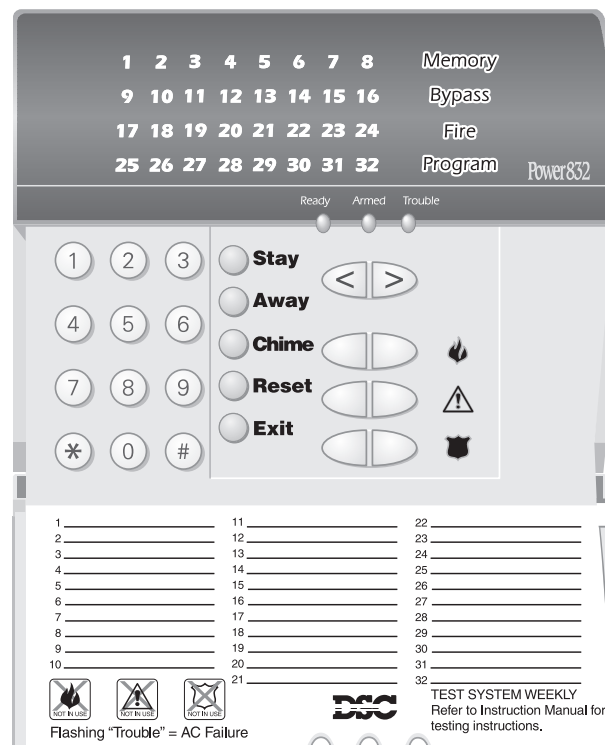 1 2 3 4 5 6 7 8 Memory
9 10 11 12 13 14 15 16 Bypass
17 18 19 20 21 22 23 24 Fire
25 26 27 28 29 30 31 32 Program
Power832
Ready Armed Trouble
1 2 3
Stay
< >
Away
4 5 6
Chime
7 8 9
Reset
Exit
* 0 #
1 11 22
2 12 23
3 13 24
4 14 25
5 15 26
6 16 27
7 17 28
8 18 29
9 19 30
10 20 31
21 32
NOT IN USE NOT IN USE NOT IN USE
DSC
TEST SYSTEM WEEKLY
Refer to Instruction Manual for
testing instructions.
Flashing “Trouble” = AC Failure